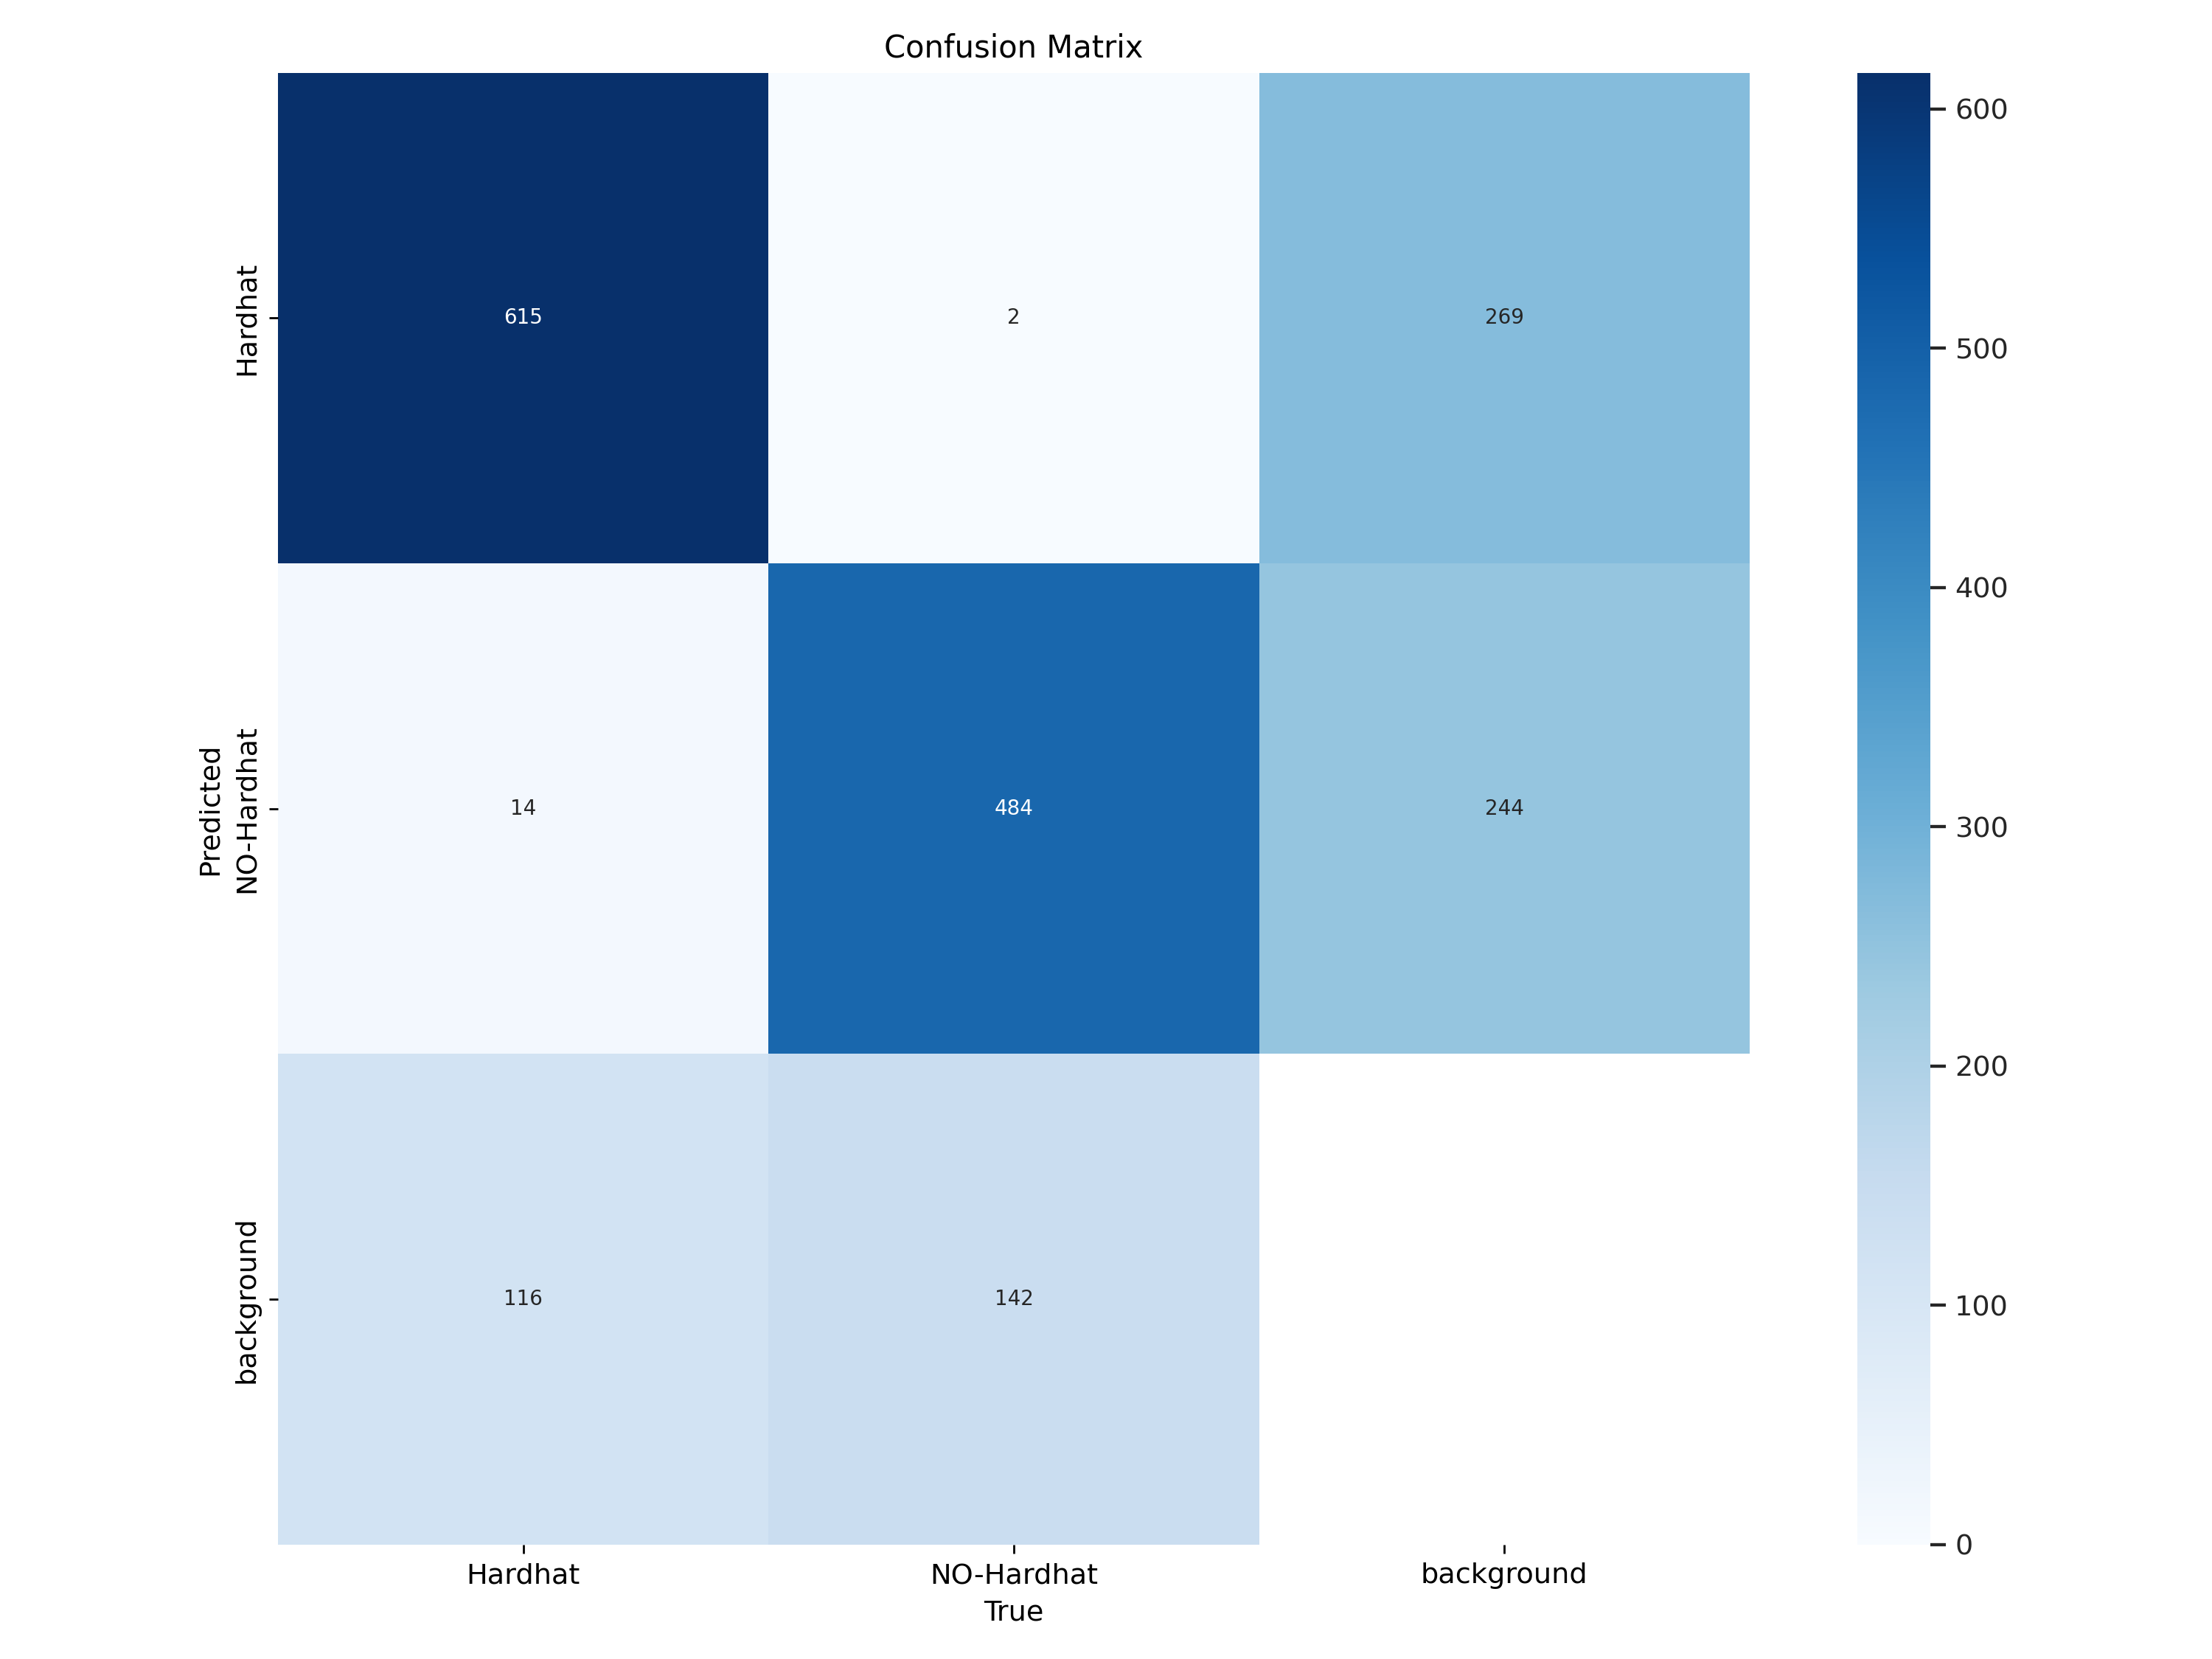 Confusion Matrix
Hardhat
615
2
269
Predicted
NO-Hardhat
14
484
244
background
116
142
Hardhat
NO-Hardhat
background
True
600
500
400
300
200
100
0